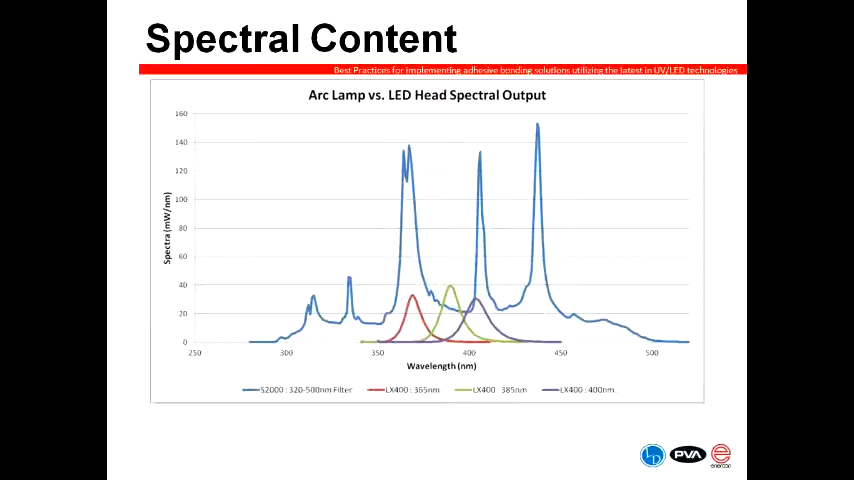 Spectral Content
Best Practices for implementing adhesive bonding solutions utilizing the latest in UV/LED technologies
Arc Lamp vs. LED Head Spectral Output
160
140
120
100
80
60
40
20
0
Spectra (mW/nm)
250 300 350 400 450 500
Wavelength (nm)
S2000 : 320-500nm Filter LX400 : 365nm LX400 : 385nm LX400 : 400nm
LD PVA enercon